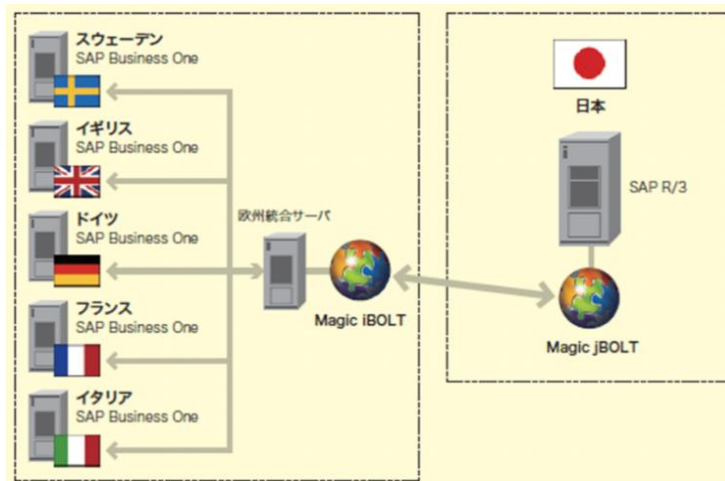 スウェーデン
SAP Business One
イギリス
SAP Business One
ドイツ
SAP Business One
フランス
SAP Business One
イタリア
SAP Business One
欧州統合サーバ
Magic iBOLT
日本
SAP R/3
Magic jBOLT